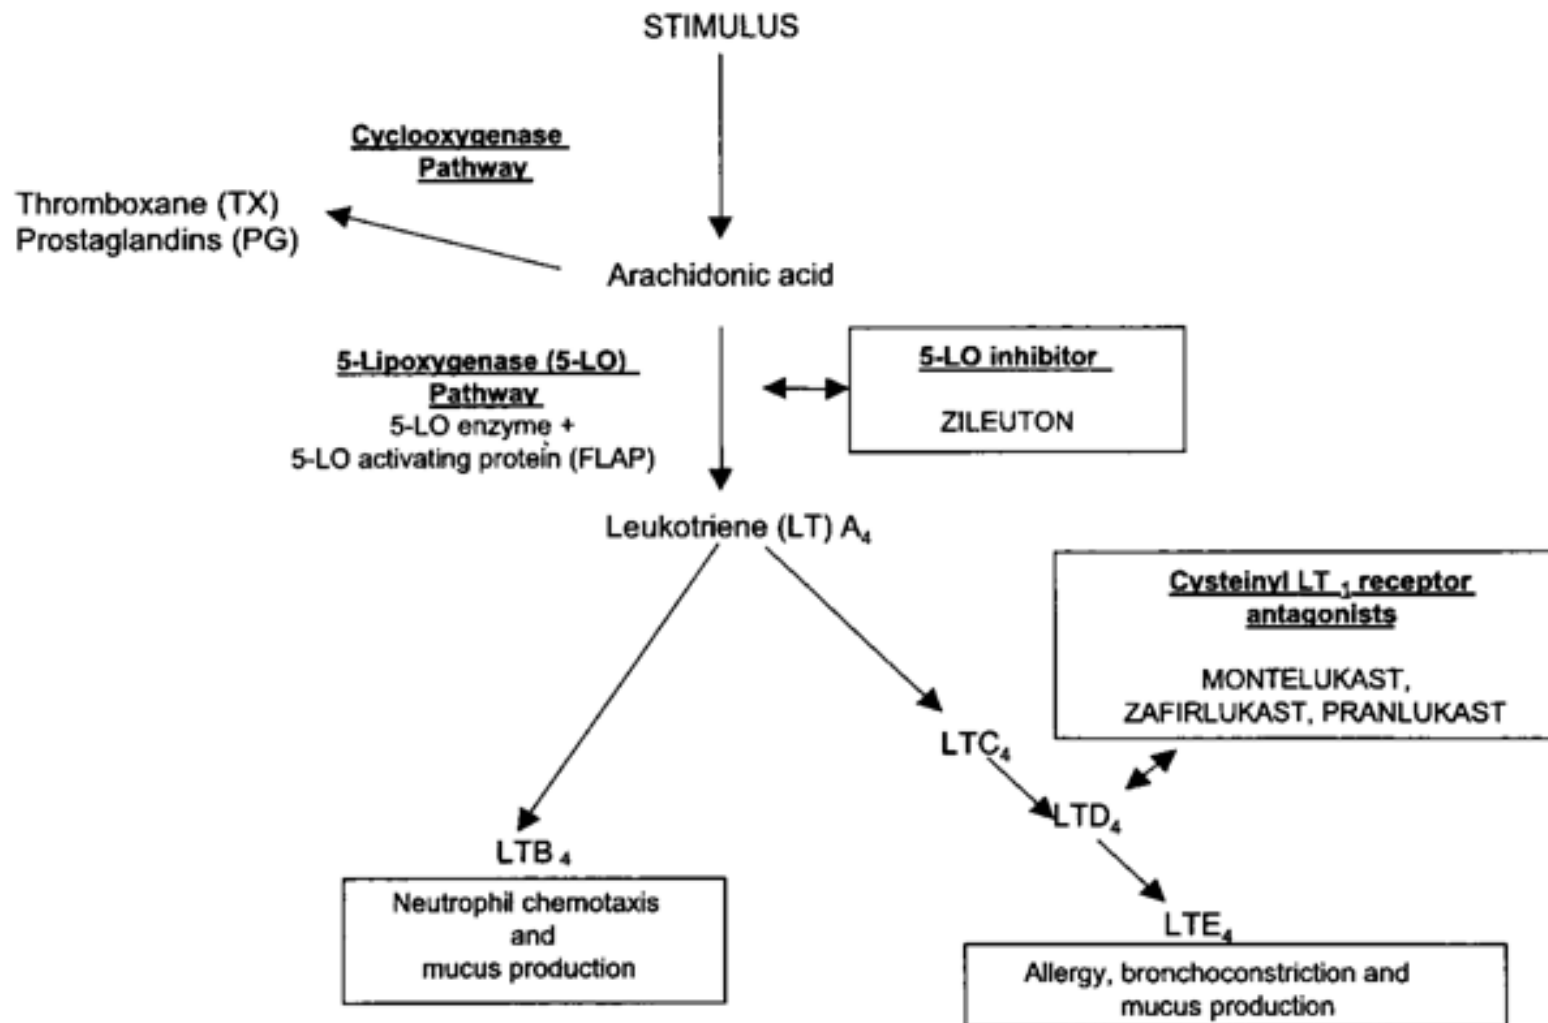 STIMULUS
Cyclooxygenase
Pathway
Thromboxane (TX)
Prostaglandins (PG)
Arachidonic acid
5-Lipoxygenase (5-LO)
Pathway
5-LO enzyme +
5-LO activating protein (FLAP)
5-LO inhibitor
ZILEUTON
Leukotriene (LT) A₄
Cysteinyl LT ₁ receptor
antagonists
MONTELUKAST,
ZAFIRLUKAST, PRANLUKAST
LTC₄
LTD₄
LTB ₄
Neutrophil chemotaxis
and
mucus production
LTE₄
Allergy, bronchoconstriction and
mucus production